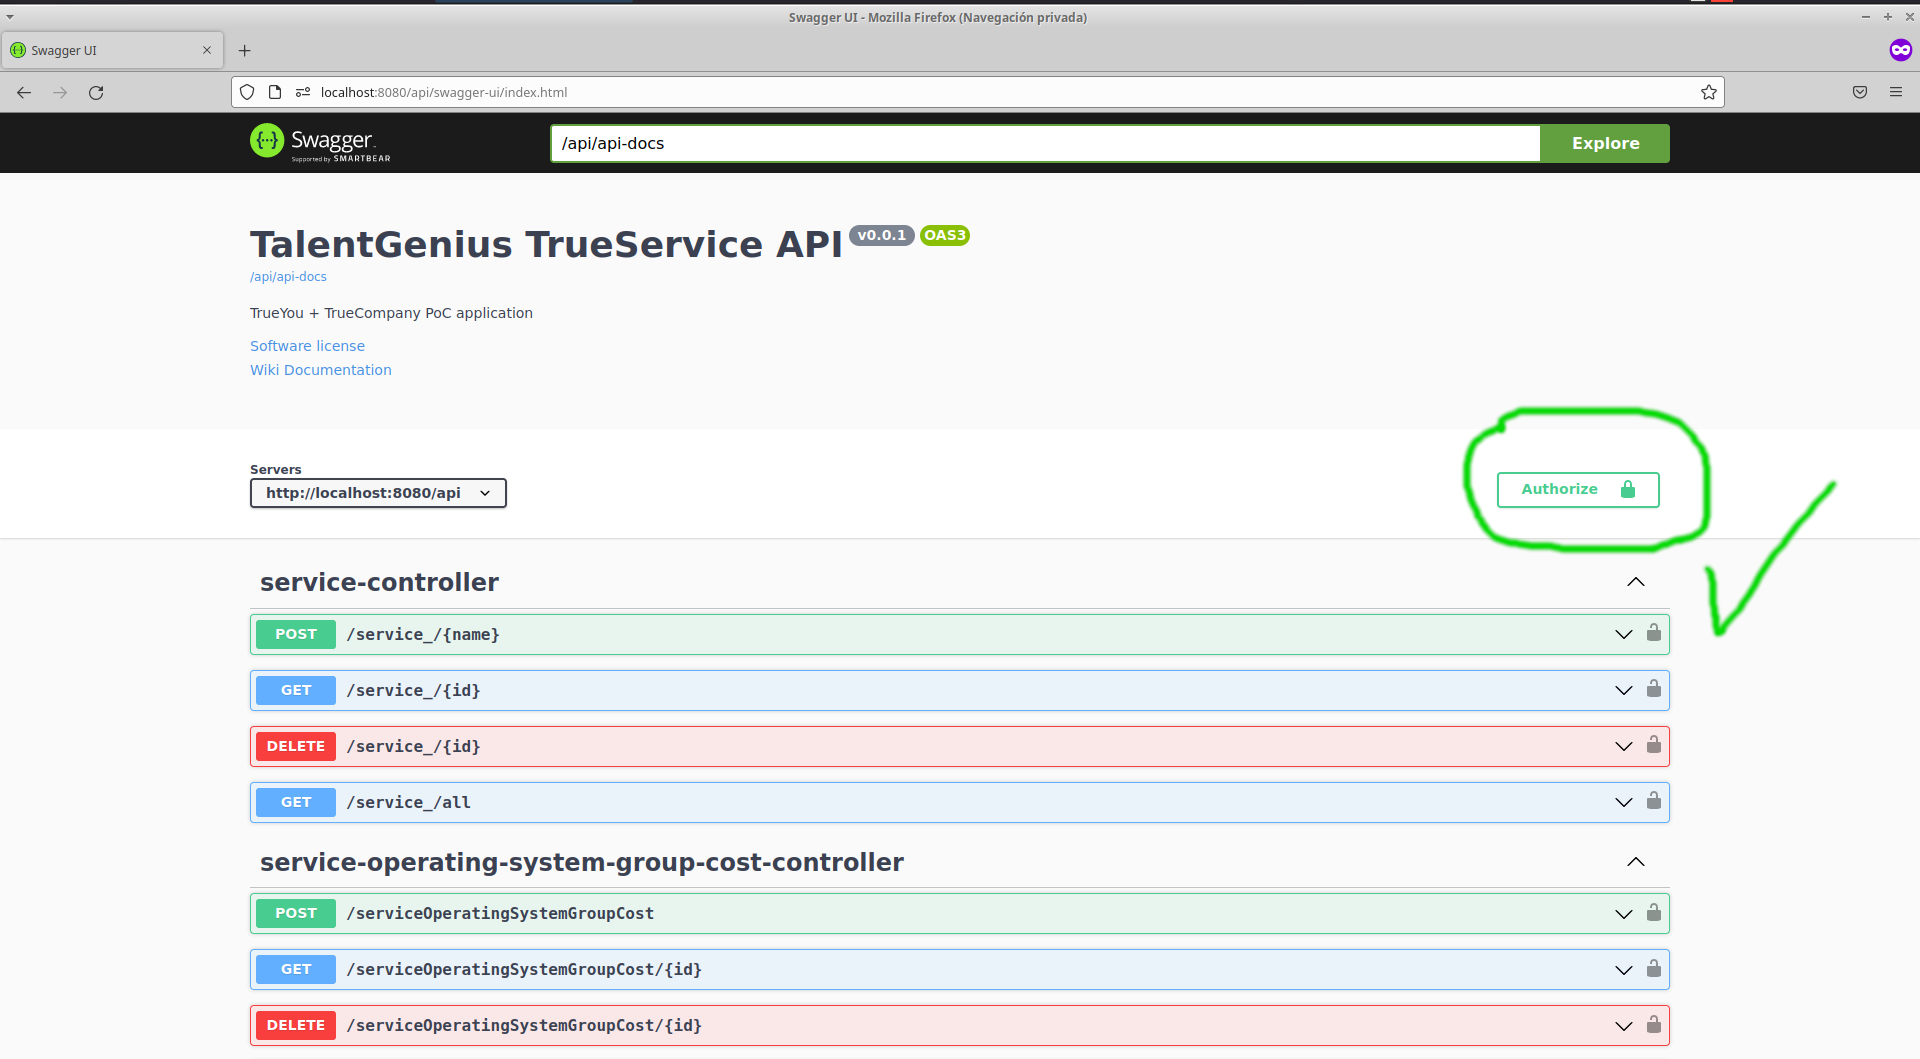 Swagger UI - Mozilla Firefox (Navegación privada)
Swagger UI
localhost:8080/api/swagger-ui/index.html
Swagger
Supported by SMARTBEAR
/api/api-docs
Explore
TalentGenius TrueService API v0.0.1 OAS3
/api/api-docs
TrueYou + TrueCompany PoC application
Software license
Wiki Documentation
Servers
http://localhost:8080/api
Authorize
service-controller
POST /service_/{name}
GET /service_/{id}
DELETE /service_/{id}
GET /service_/all
service-operating-system-group-cost-controller
POST /serviceOperatingSystemGroupCost
GET /serviceOperatingSystemGroupCost/{id}
DELETE /serviceOperatingSystemGroupCost/{id}